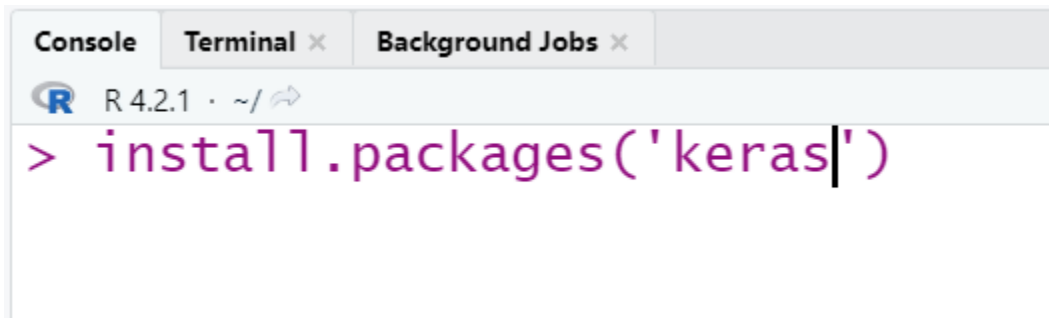 Console Terminal × Background Jobs ×
R R 4.2.1 · ~/
> install.packages('keras')